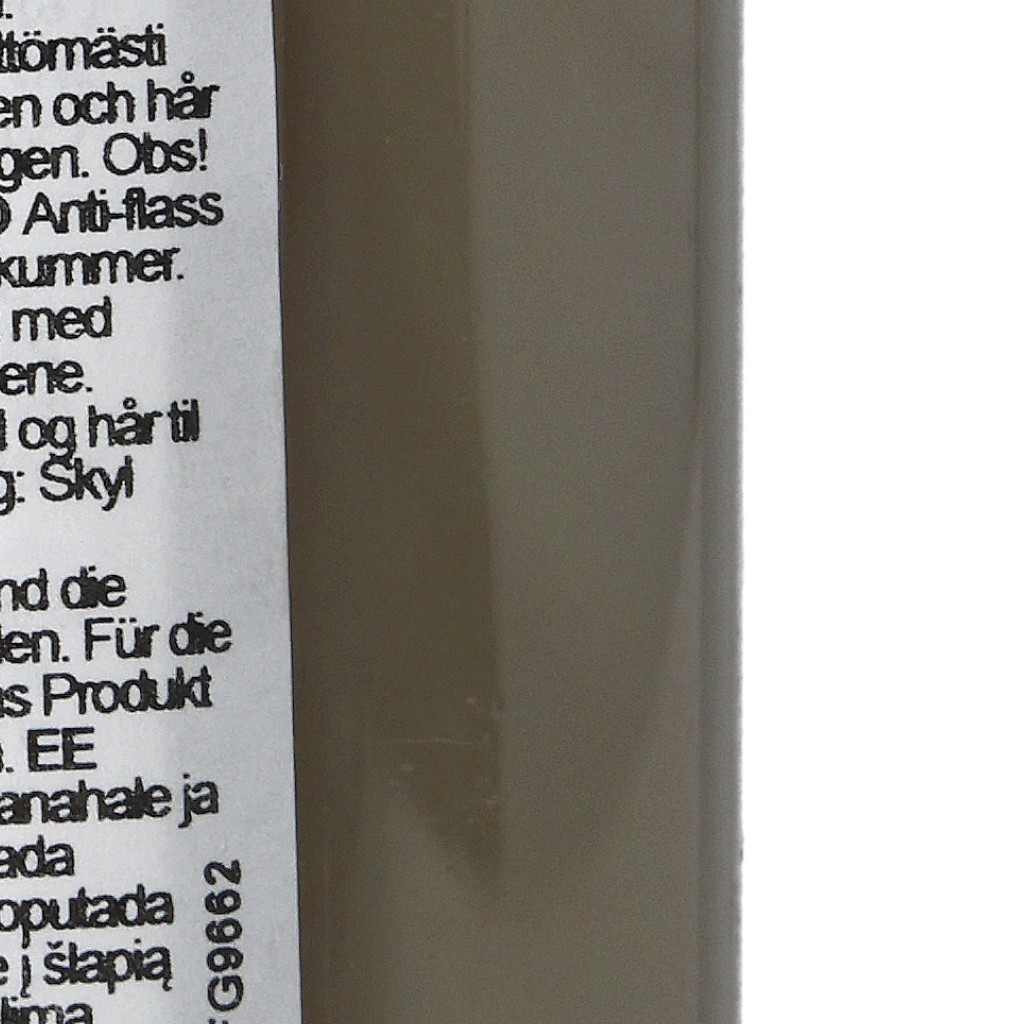 ttömästi
en och hår
gen. Obs!
Anti-flass
kummer.
med
ene.
og hår til
g: Skyl
nd die
en. Für die
s Produkt
. EE
anahale ja
ada
oputada
e į šlapią
G9662